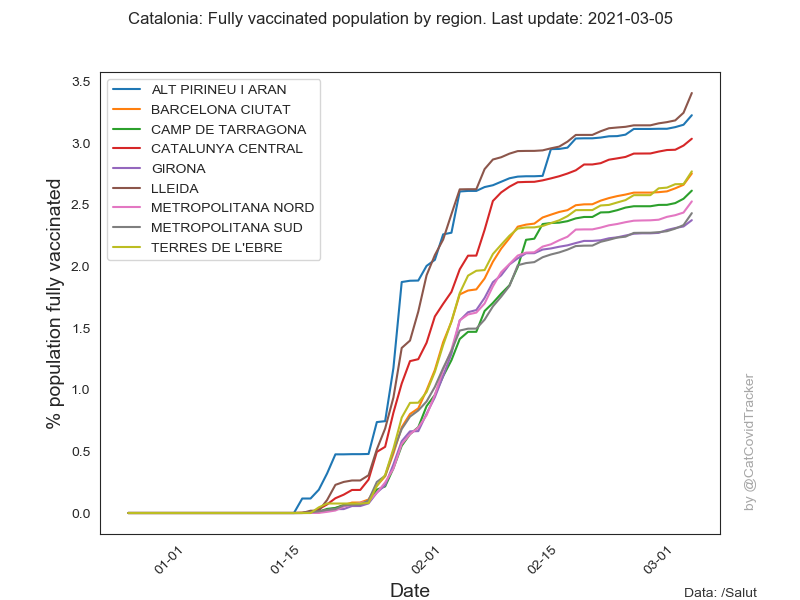 Catalonia: Fully vaccinated population by region. Last update: 2021-03-05
3.5
3.0
2.5
2.0
1.5
1.0
0.5
0.0
% population fully vaccinated
ALT PIRINEU I ARAN
BARCELONA CIUTAT
CAMP DE TARRAGONA
CATALUNYA CENTRAL
GIRONA
LLEIDA
METROPOLITANA NORD
METROPOLITANA SUD
TERRES DE L'EBRE
01-01
01-15
02-01
02-15
03-01
Date
by @CatCovidTracker
Data: /Salut